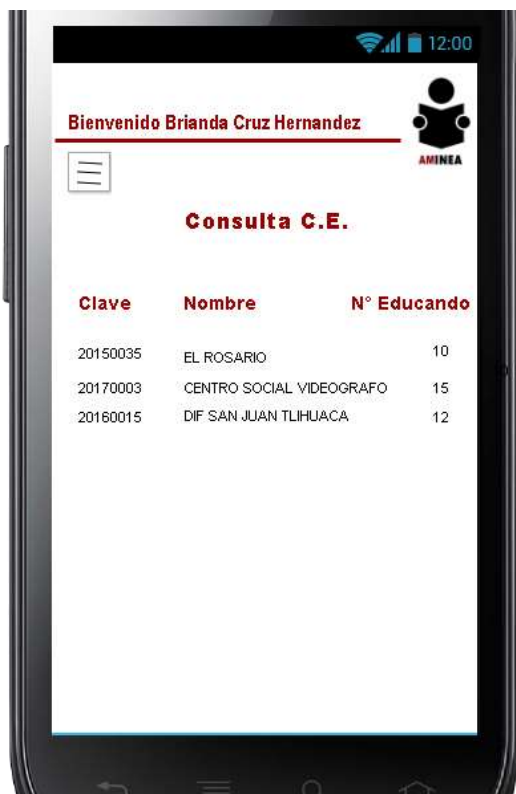 12:00
Bienvenido Brianda Cruz Hernandez
AMINEA
Consulta C.E.
Clave Nombre N° Educando
20150035 EL ROSARIO 10
20170003 CENTRO SOCIAL VIDEOGRAFO 15
20160015 DIF SAN JUAN TLIHUACA 12